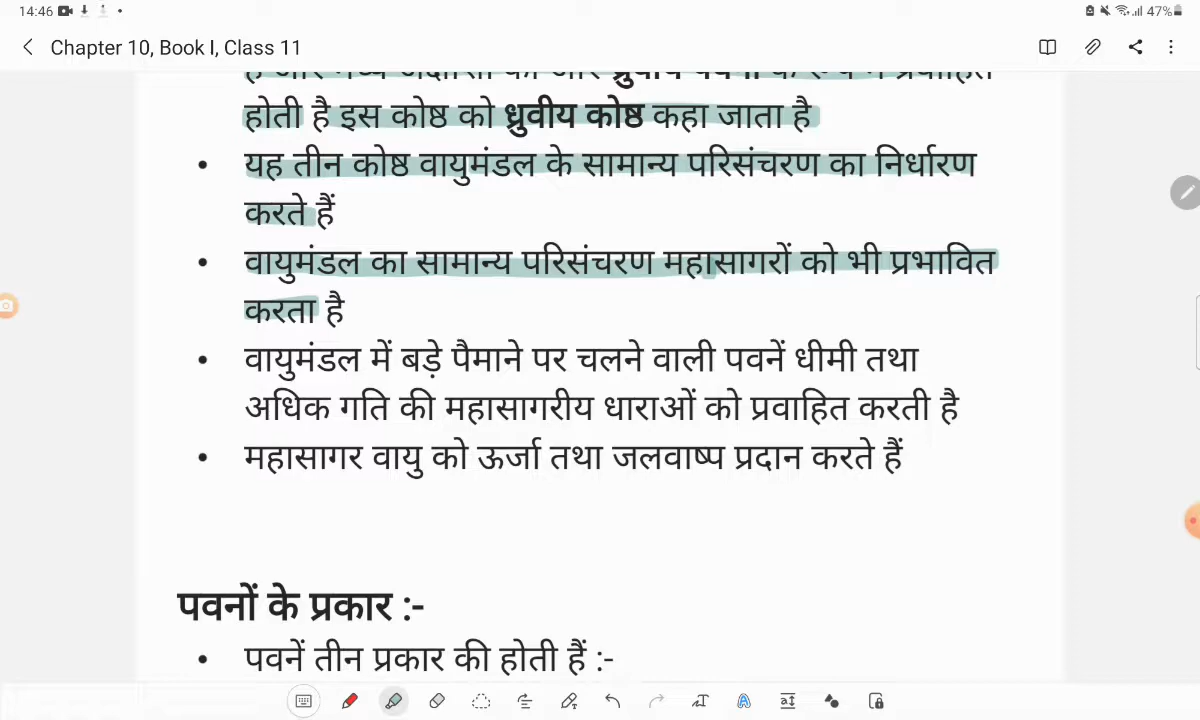 14:46
47%
Chapter 10, Book I, Class 11
होती है इस कोष्ठ को ध्रुवीय कोष्ठ कहा जाता है
• यह तीन कोष्ठ वायुमंडल के सामान्य परिसंचरण का निर्धारण
करते हैं
• वायुमंडल का सामान्य परिसंचरण महासागरों को भी प्रभावित
करता है
• वायुमंडल में बड़े पैमाने पर चलने वाली पवनें धीमी तथा
अधिक गति की महासागरीय धाराओं को प्रवाहित करती है
• महासागर वायु को ऊर्जा तथा जलवाष्प प्रदान करते हैं
पवनों के प्रकार :-
• पवनें तीन प्रकार की होती हैं :-